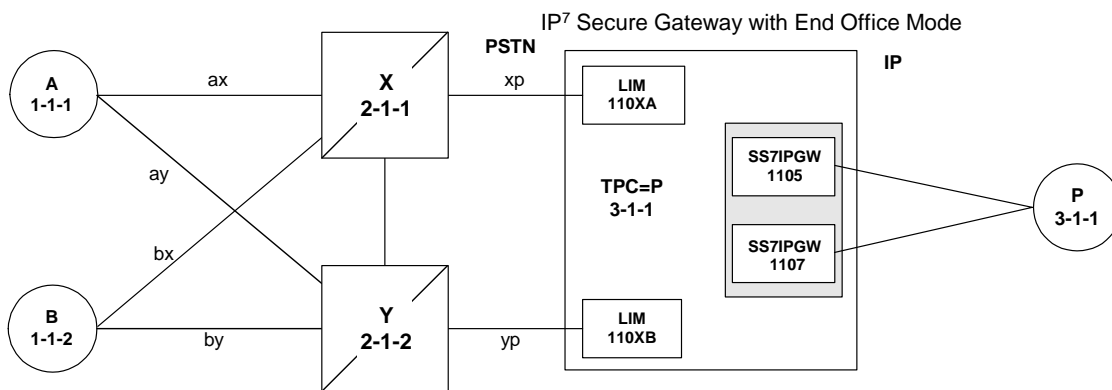 IP⁷ Secure Gateway with End Office Mode
PSTN
IP
A
1-1-1
ax
X
2-1-1
xp
LIM
110XA
SS7IPGW
1105
ay
TPC=P
3-1-1
P
3-1-1
bx
SS7IPGW
1107
B
1-1-2
by
Y
2-1-2
yp
LIM
110XB